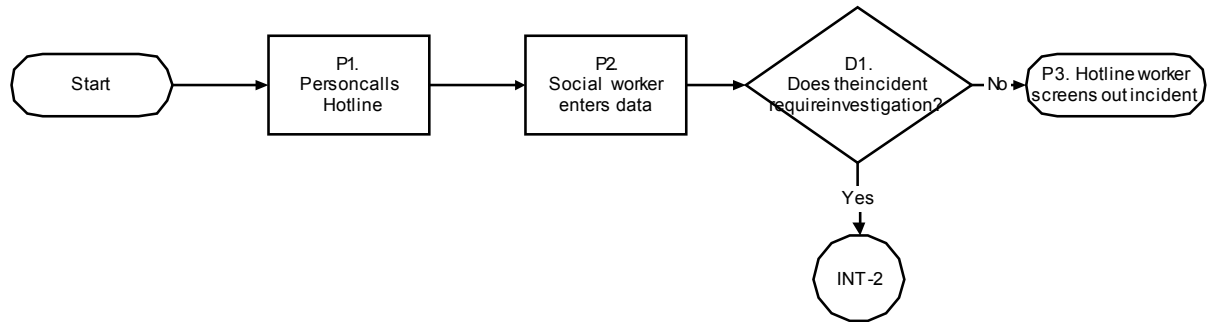 Start
P1.
Personcalls
Hotline
P2
Social worker
enters data
D1.
Does theincident
requireinvestigation?
No
P3. Hotline worker
screens out incident
Yes
INT-2